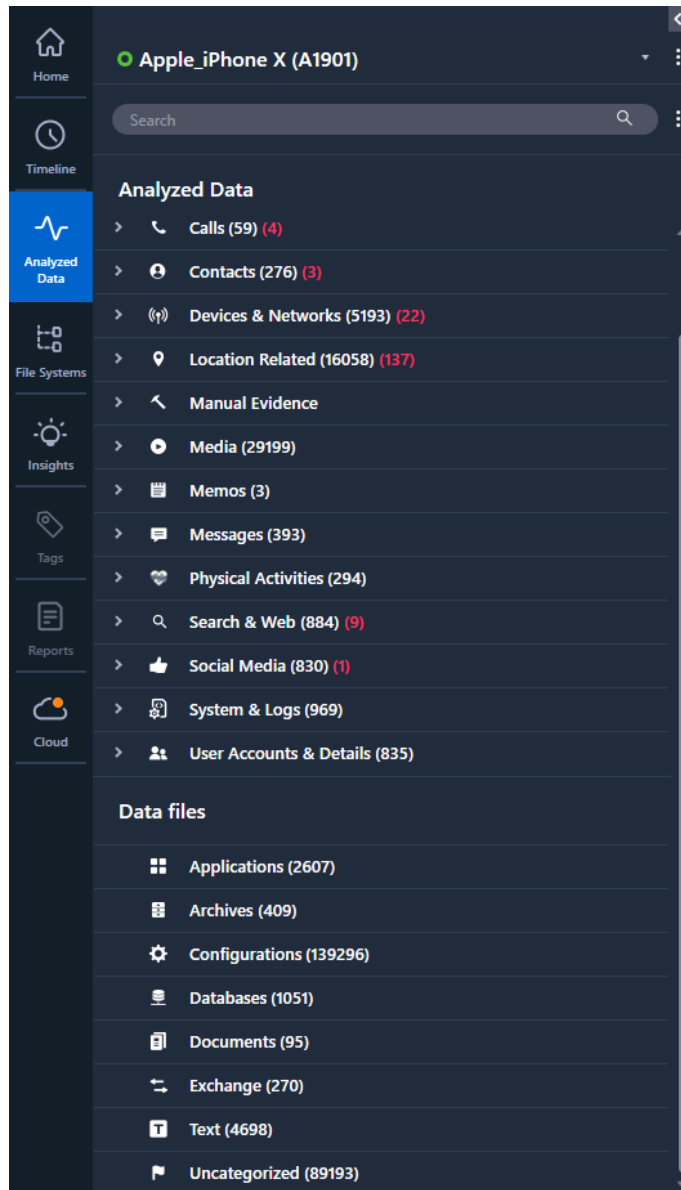 Home
Timeline
Analyzed
Data
File Systems
Insights
Tags
Reports
Cloud
Apple_iPhone X (A1901)
Search
Analyzed Data
Calls (59) (4)
Contacts (276) (3)
Devices & Networks (5193) (22)
Location Related (16058) (137)
Manual Evidence
Media (29199)
Memos (3)
Messages (393)
Physical Activities (294)
Search & Web (884) (9)
Social Media (830) (1)
System & Logs (969)
User Accounts & Details (835)
Data files
Applications (2607)
Archives (409)
Configurations (139296)
Databases (1051)
Documents (95)
Exchange (270)
Text (4698)
Uncategorized (89193)